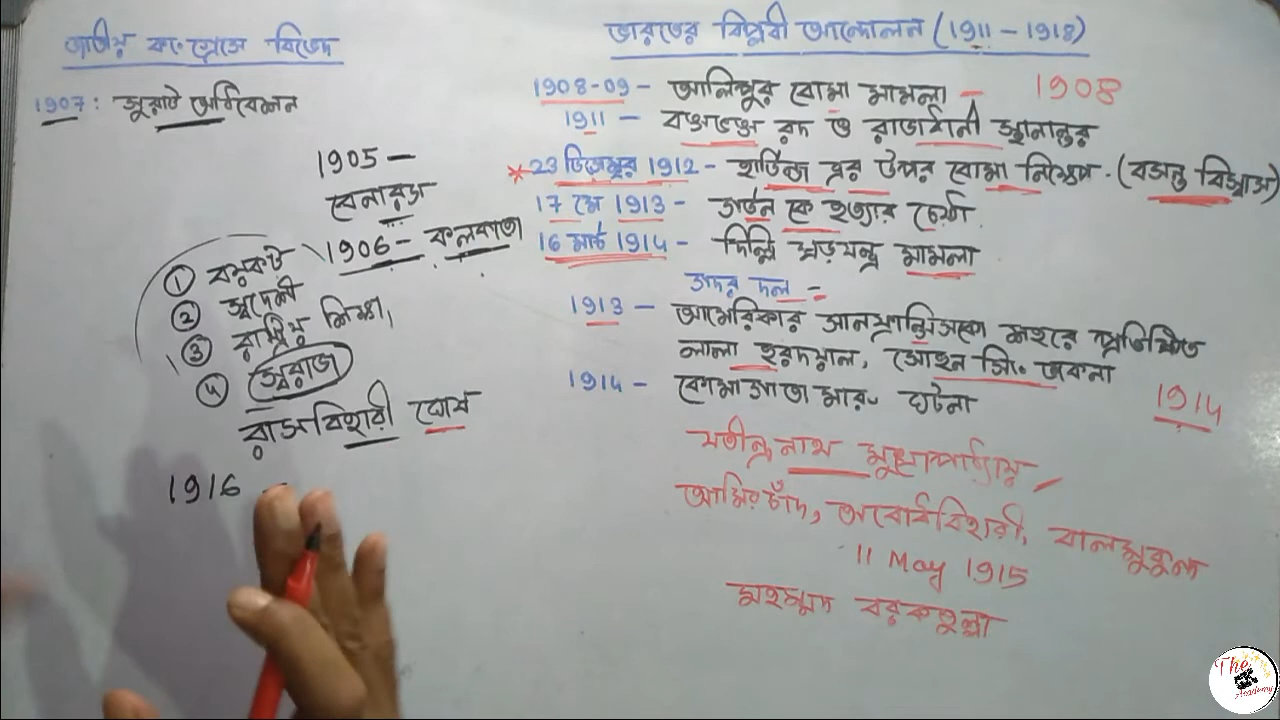 জাতীয় কংগ্রেসে বিভেদ
1907: সুরাট অধিবেশন
1905 —
বেনারস
1906 – কলকাতা
① বয়কট
② স্বদেশী
③ রাষ্ট্রিয় শিক্ষা,
④ স্বরাজ
রাসবিহারী ঘোষ
1916 –
ভারতের বিপ্লবী আন্দোলন (1911 – 1918)
1908-09 – আলিপুর বোমা মামলা – 1908
1911 – বঙ্গভঙ্গ রদ ও রাজধানী স্থানান্তর
* 23 ডিসেম্বর 1912 – হার্ডিঞ্জ এর উপর বোমা নিক্ষেপ. (বসন্ত বিশ্বাস)
17 মে 1913 – গর্ডন কে হত্যার চেষ্টা
16 মার্চ 1914 – দিল্লি ষড়যন্ত্র মামলা
গদর দল –
1913 – আমেরিকার সানফ্রান্সিসকো শহরে প্রতিষ্ঠিত
লালা হরদয়াল, সোহন সিং ভাকনা
1914 – কোমাগাতা মারু ঘটনা
1914
যতীন্দ্রনাথ মুখোপাধ্যায়
আমির চাঁদ, অবোধবিহারী, বালমুকুন্দ
11 May 1915
মহম্মদ বরকতুল্লা
The
Academy